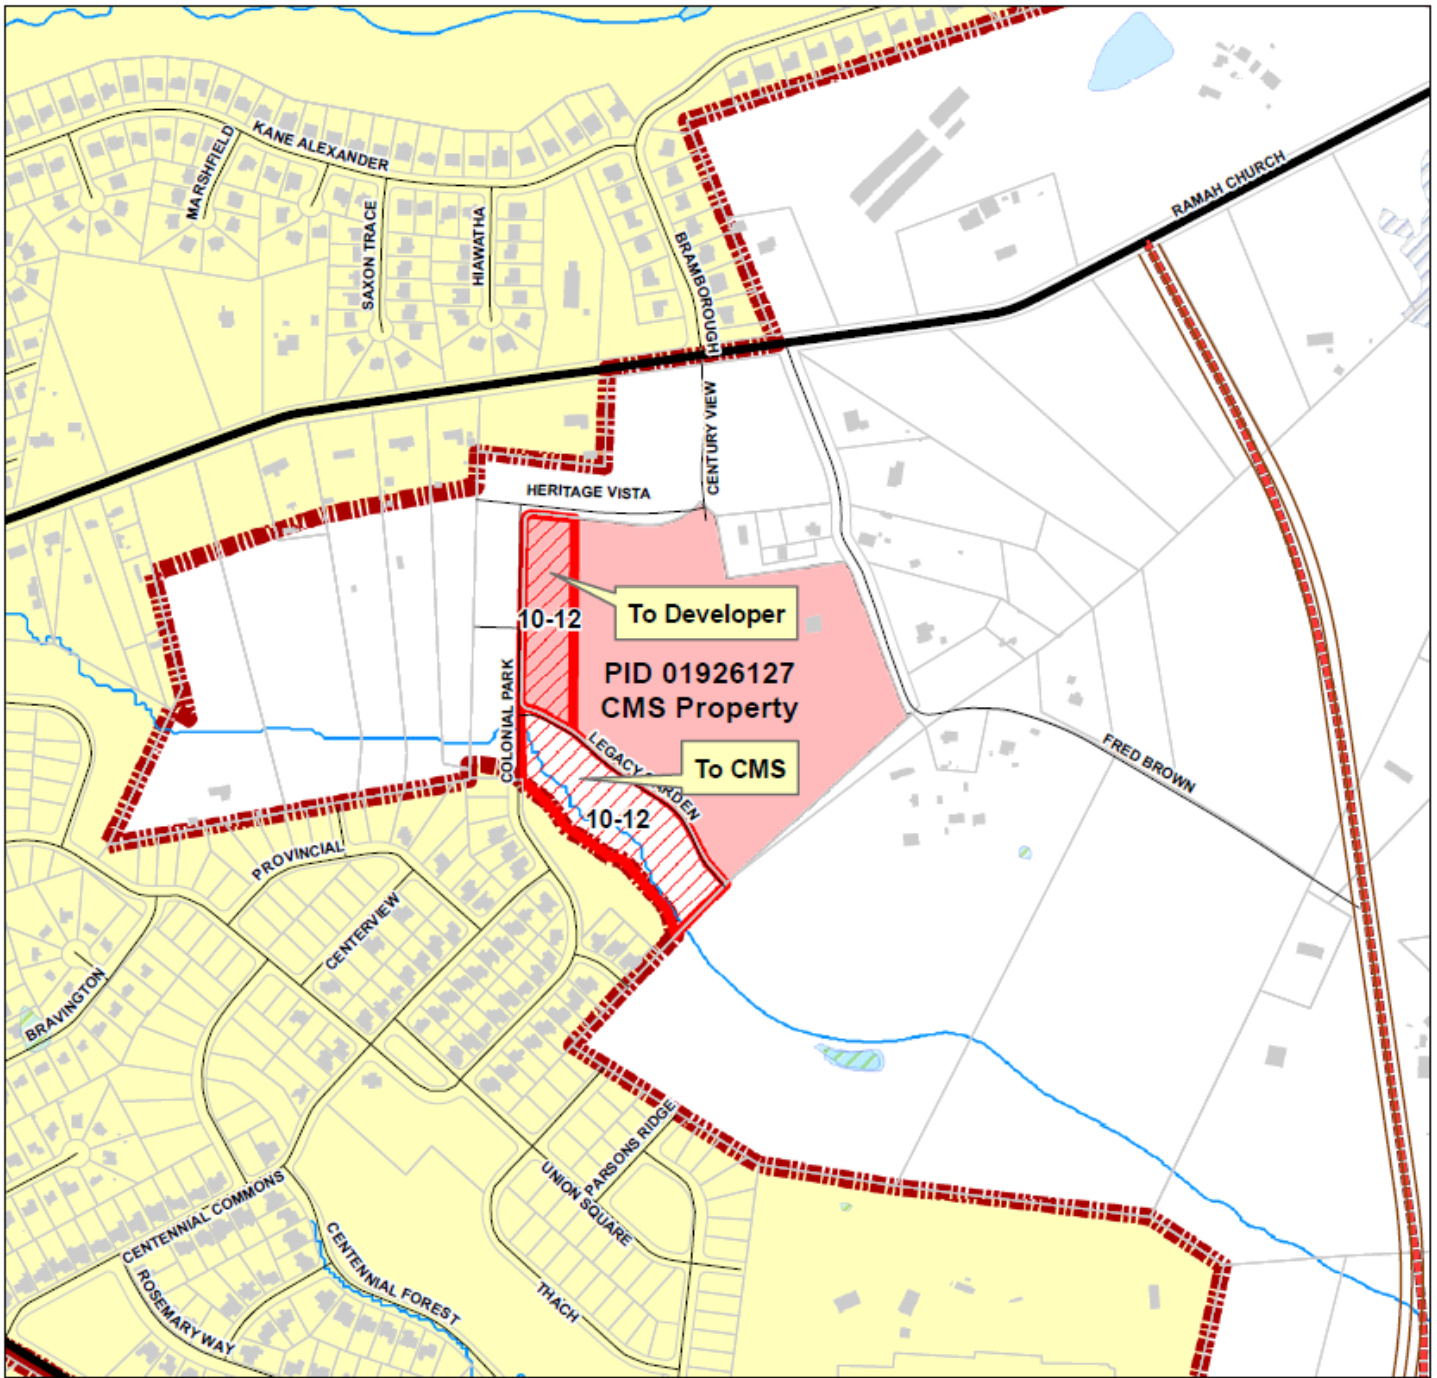 KANE ALEXANDER
MARSHFIELD
SAXON TRACE
HIAWATHA
BRAMBOROUGH
RAMAH CHURCH
CENTURY VIEW
HERITAGE VISTA
To Developer
10-12
PID 01926127
CMS Property
COLONIAL PARK
LEGACY
ARDEN
To CMS
10-12
FRED BROWN
PROVINCIAL
CENTERVIEW
BRAVINGTON
PARSONS RIDGE
UNION SQUARE
CENTENNIAL COMMONS
CENTENNIAL FOREST
ROSEMARY WAY
THACH